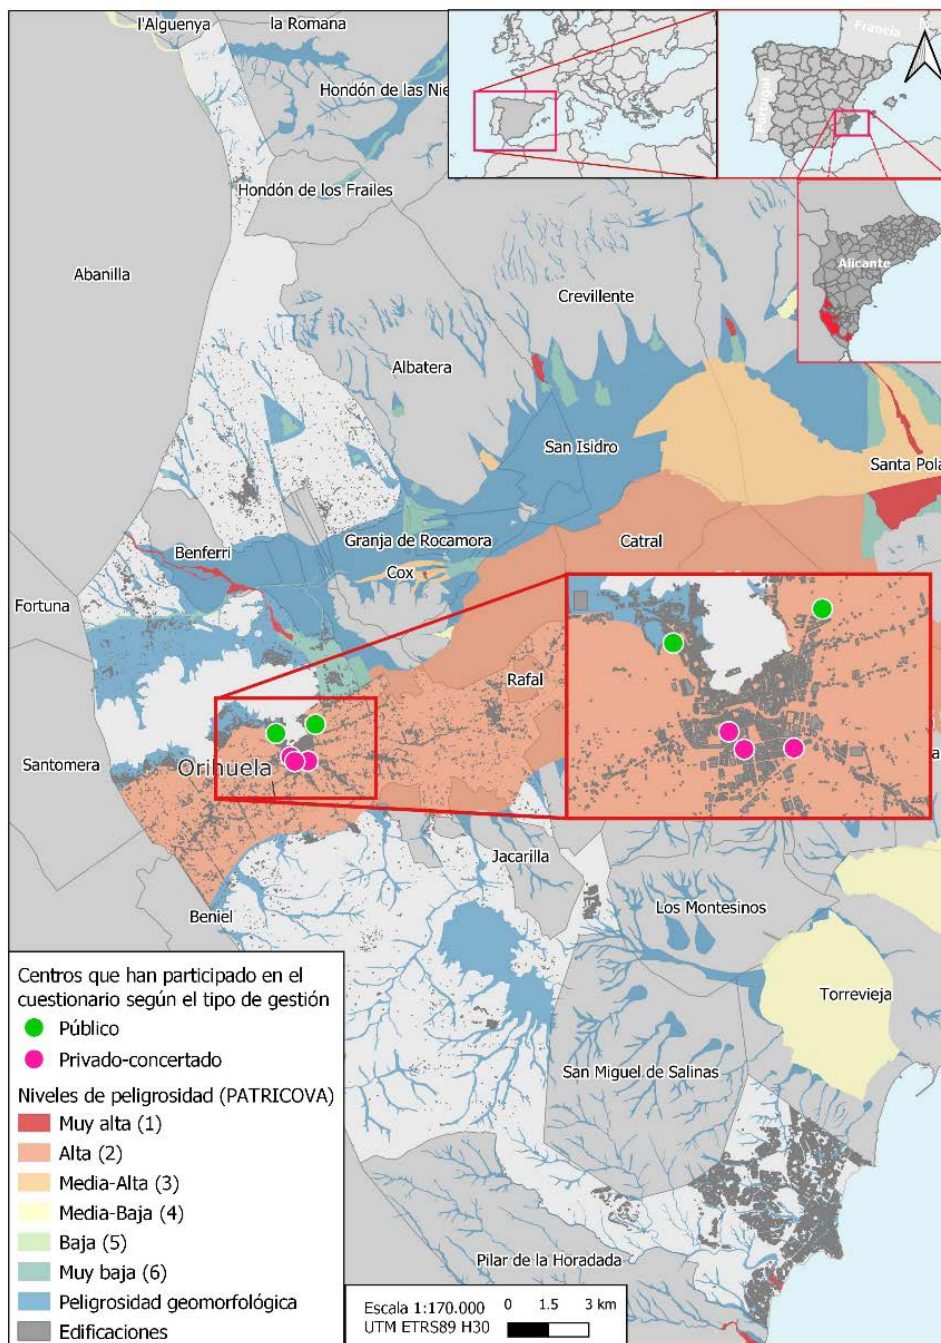 l'Alguenya
la Romana
Hondón de las Nie
Francia
Portugal
Hondón de los Frailes
Abanilla
Alicante
Crevillente
Albatera
San Isidro
Santa Pola
Granja de Rocamora
Catral
Benferri
Cox
Fortuna
Rafal
Santomera
Orihuela
a
Jacarilla
Beniel
Los Montesinos
Torrevieja
San Miguel de Salinas
Pilar de la Horadada
Centros que han participado en el
cuestionario según el tipo de gestión
Público
Privado-concertado
Niveles de peligrosidad (PATRICOVA)
Muy alta (1)
Alta (2)
Media-Alta (3)
Media-Baja (4)
Baja (5)
Muy baja (6)
Peligrosidad geomorfológica
Edificaciones
Escala 1:170.000 0 1.5 3 km
UTM ETRS89 H30